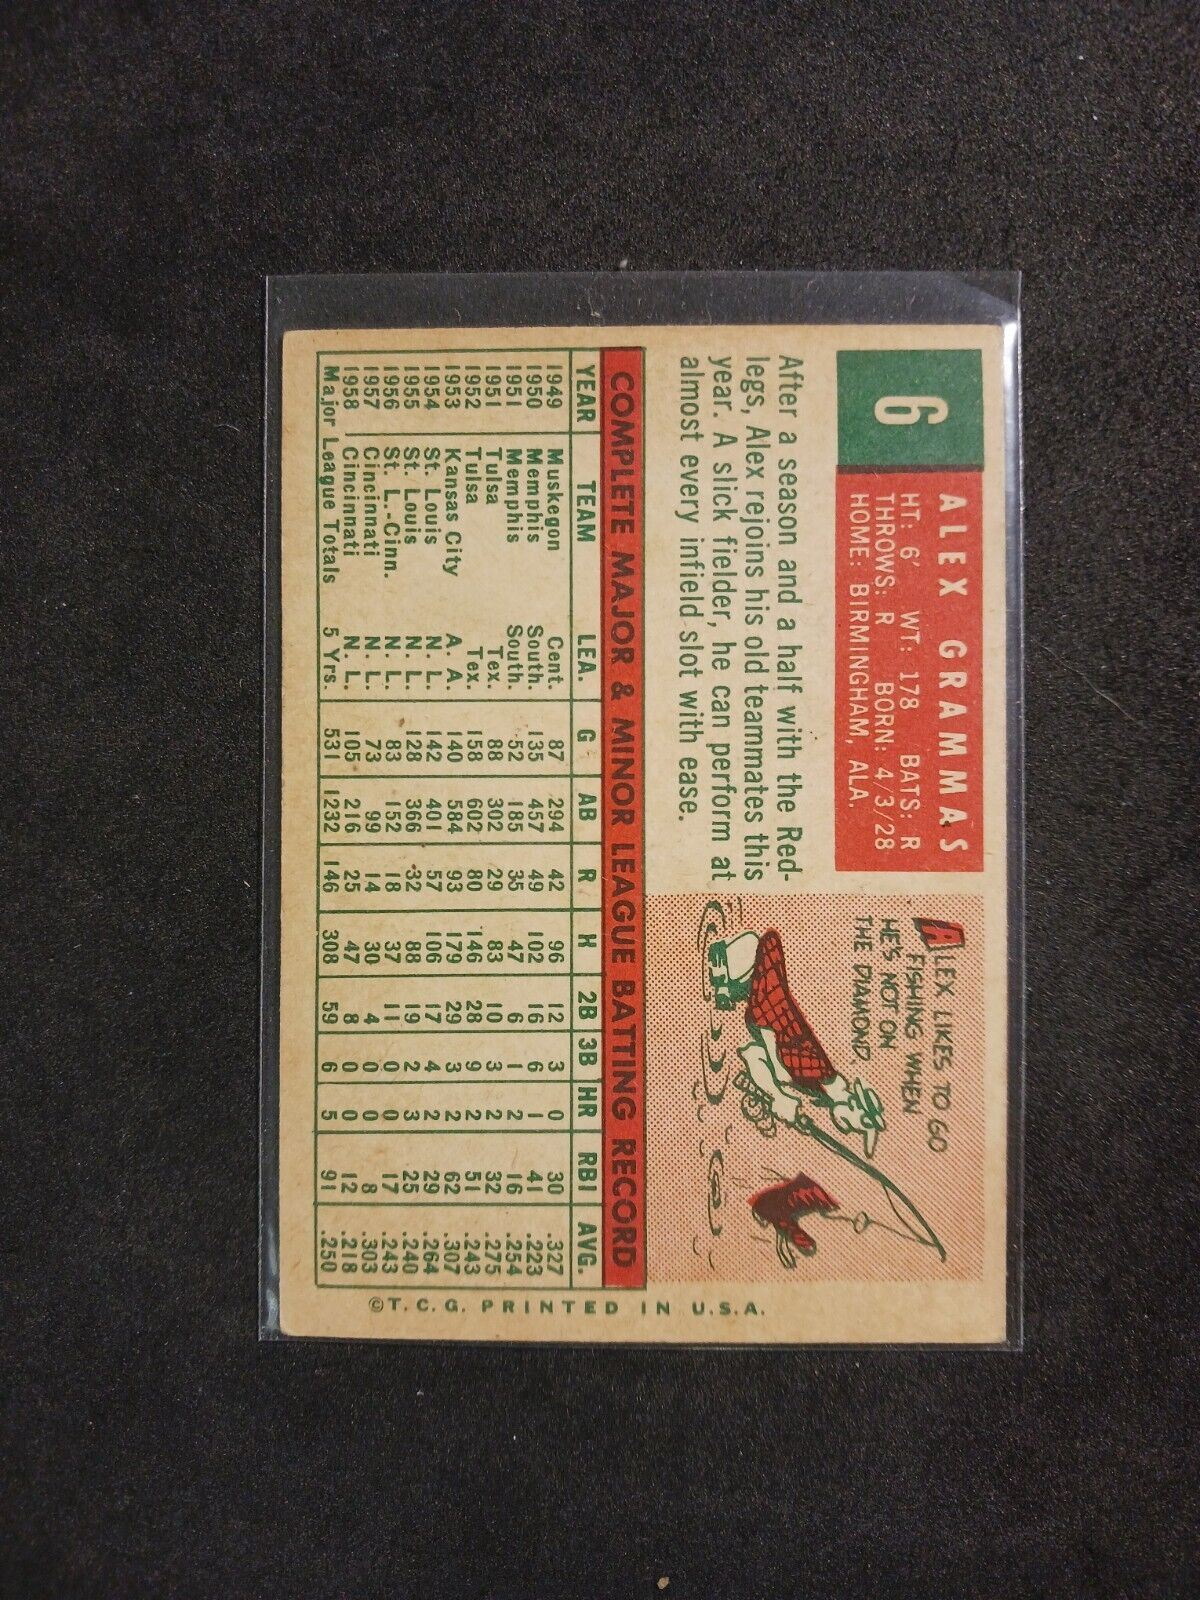 6
ALEX GRAMMAS
HT: 6' WT: 178 BATS: R
THROWS: R BORN: 4/3/28
HOME: BIRMINGHAM, ALA.
After a season and a half with the Red-
legs, Alex rejoins his old teammates this
year. A slick fielder, he can perform at
almost every infield slot with ease.
ALEX LIKES TO GO
FISHING WHEN
HE'S NOT ON
THE DIAMOND.
COMPLETE MAJOR & MINOR LEAGUE BATTING RECORD
YEAR TEAM LEA. G AB R H 2B 3B HR RBI AVG.
1949 Muskegon Cent. 87 294 42 96 12 3 0 30 .327
1950 Memphis South. 135 457 49 102 16 6 1 41 .223
1951 Memphis South. 52 185 35 47 6 1 2 16 .254
1951 Tulsa Tex. 88 302 29 83 10 3 2 32 .275
1952 Tulsa Tex. 158 602 80 146 28 9 2 51 .243
1953 Kansas City A. A. 140 584 93 179 29 3 2 62 .307
1954 St. Louis N. L. 142 401 57 106 17 4 2 29 .264
1955 St. Louis N. L. 128 366 32 88 19 2 3 25 .240
1956 St. L.-Cinn. N. L. 83 152 18 37 11 0 0 17 .243
1957 Cincinnati N. L. 73 99 14 30 4 0 0 8 .303
1958 Cincinnati N. L. 105 216 25 47 8 0 0 12 .218
Major League Totals 5 Yrs. 531 1232 146 308 59 6 5 91 .250
©T.C.G. PRINTED IN U.S.A.